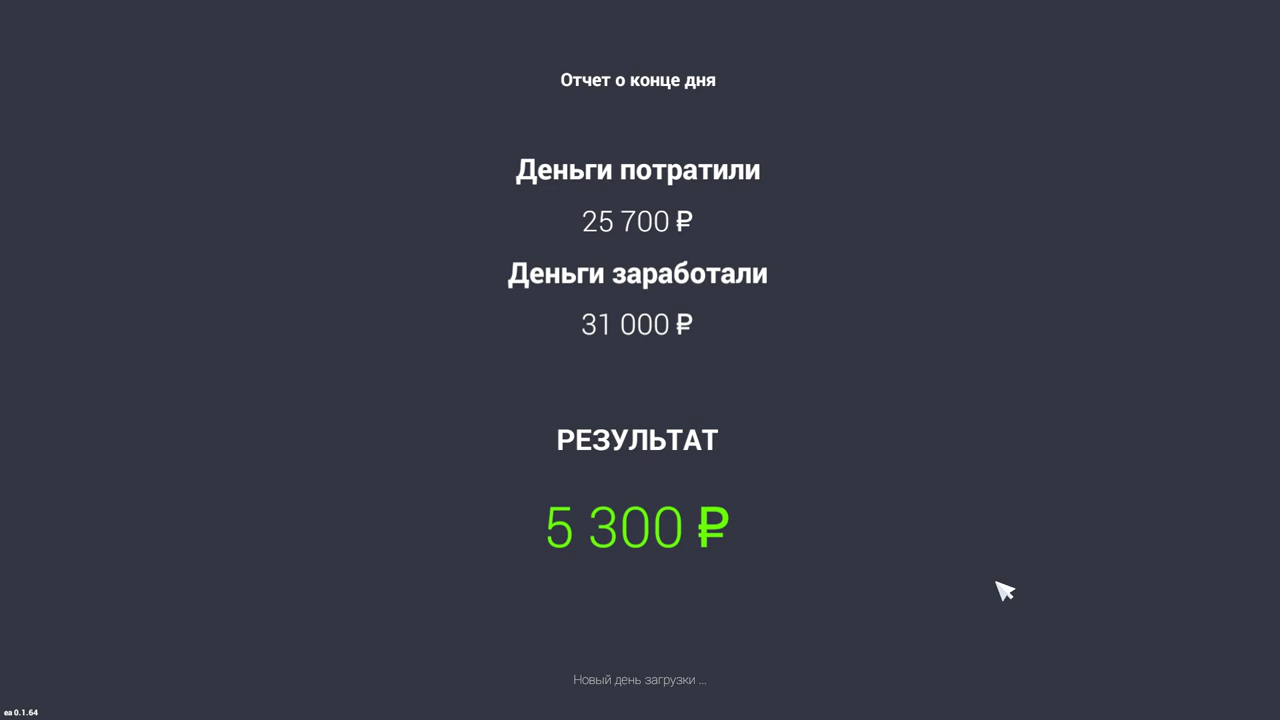 Отчет о конце дня
Деньги потратили
25 700 ₽
Деньги заработали
31 000 ₽
РЕЗУЛЬТАТ
5 300 ₽
Новый день загрузки ...
ea 0.1.64